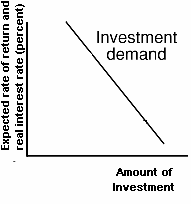 Expected rate of return and
real interest rate (percent)
Investment
demand
Amount of
Investment